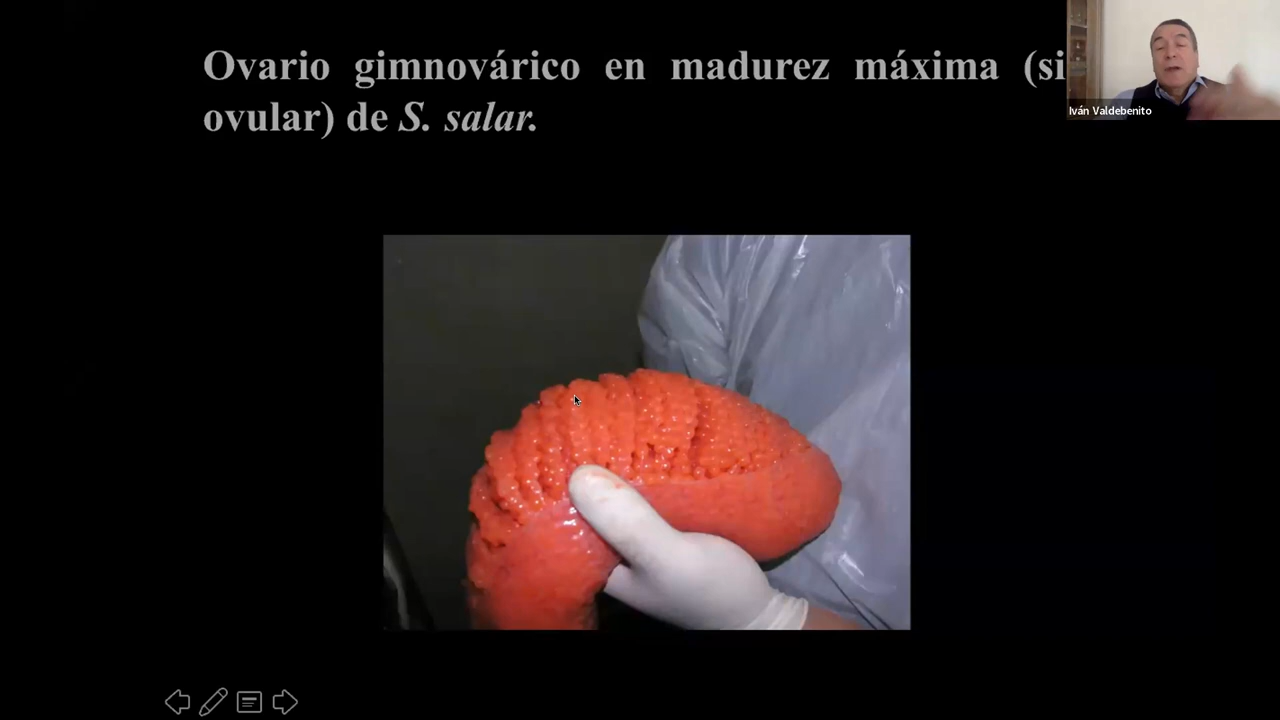 Ovario gimnovárico en madurez máxima (si
ovular) de S. salar.
Iván Valdebenito